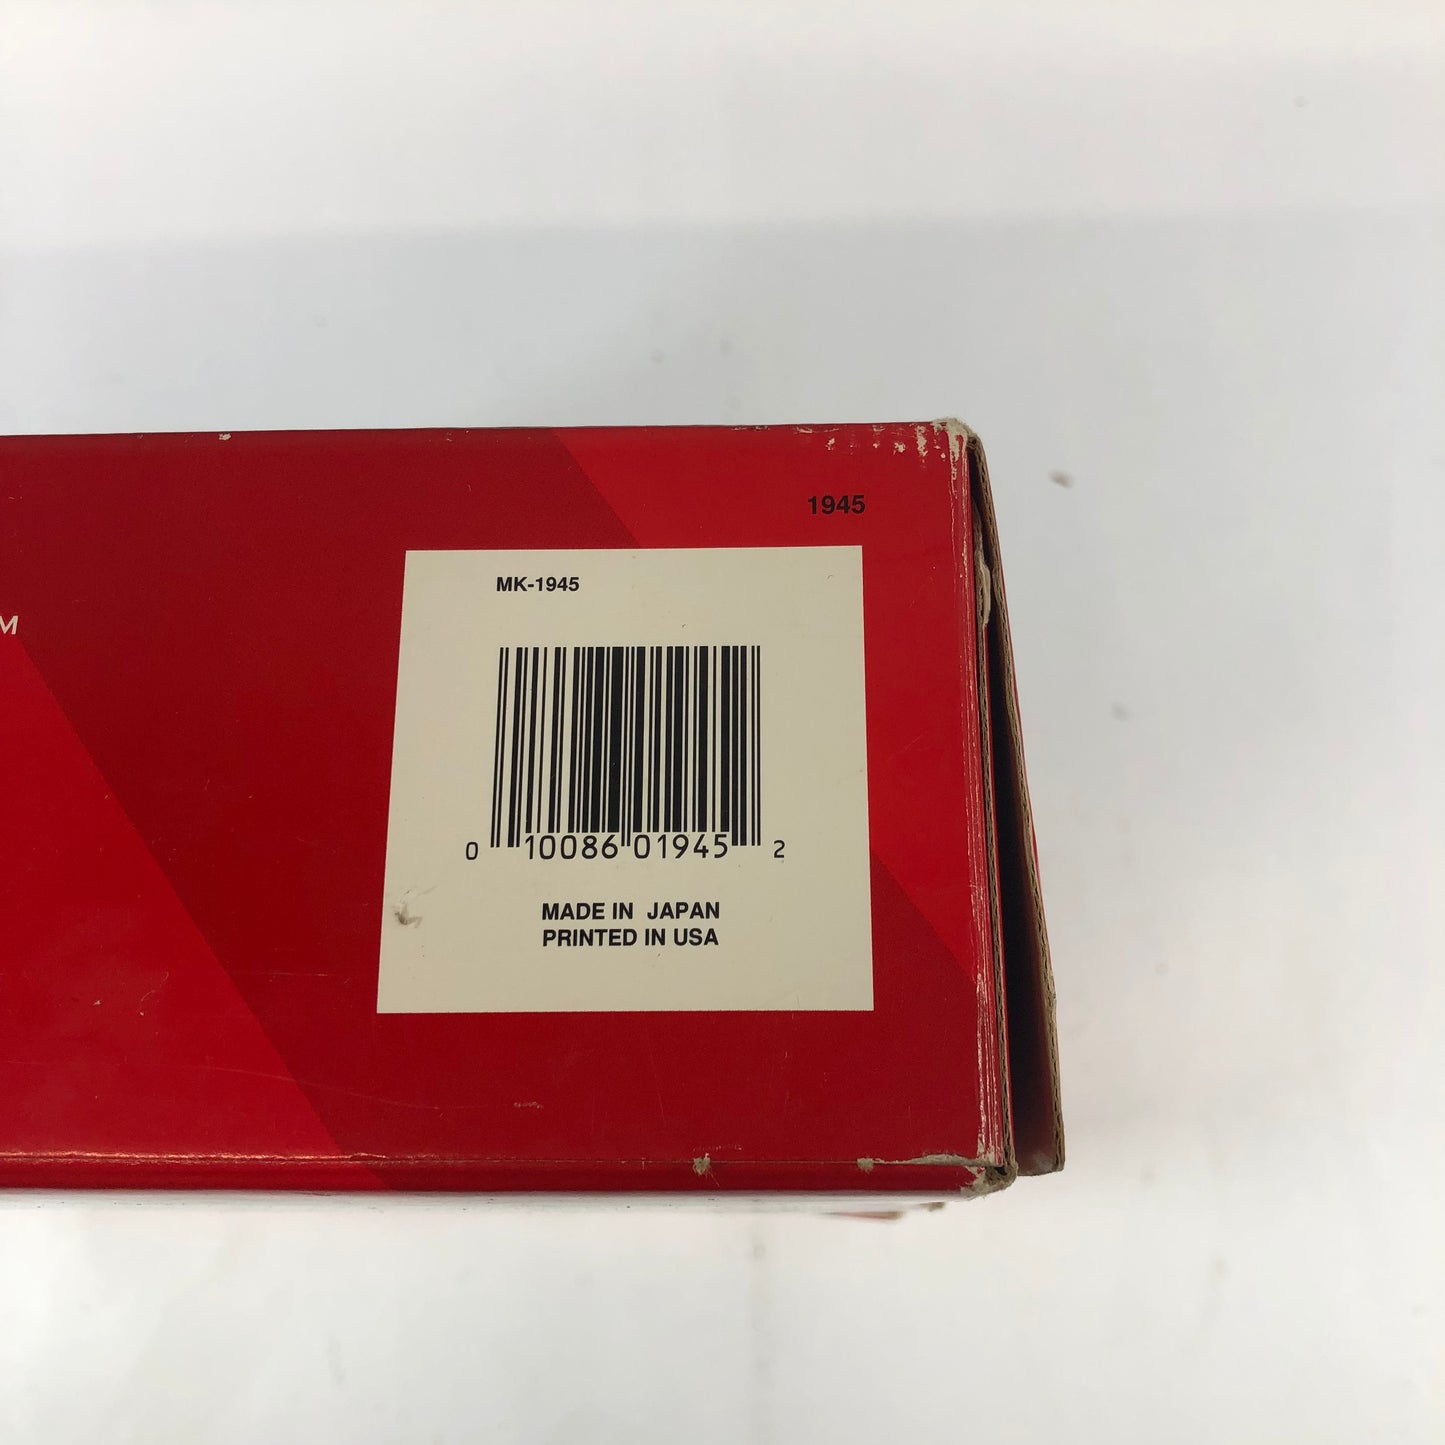 1945
MK-1945
M
0 10086 01945 2
MADE IN JAPAN
PRINTED IN USA